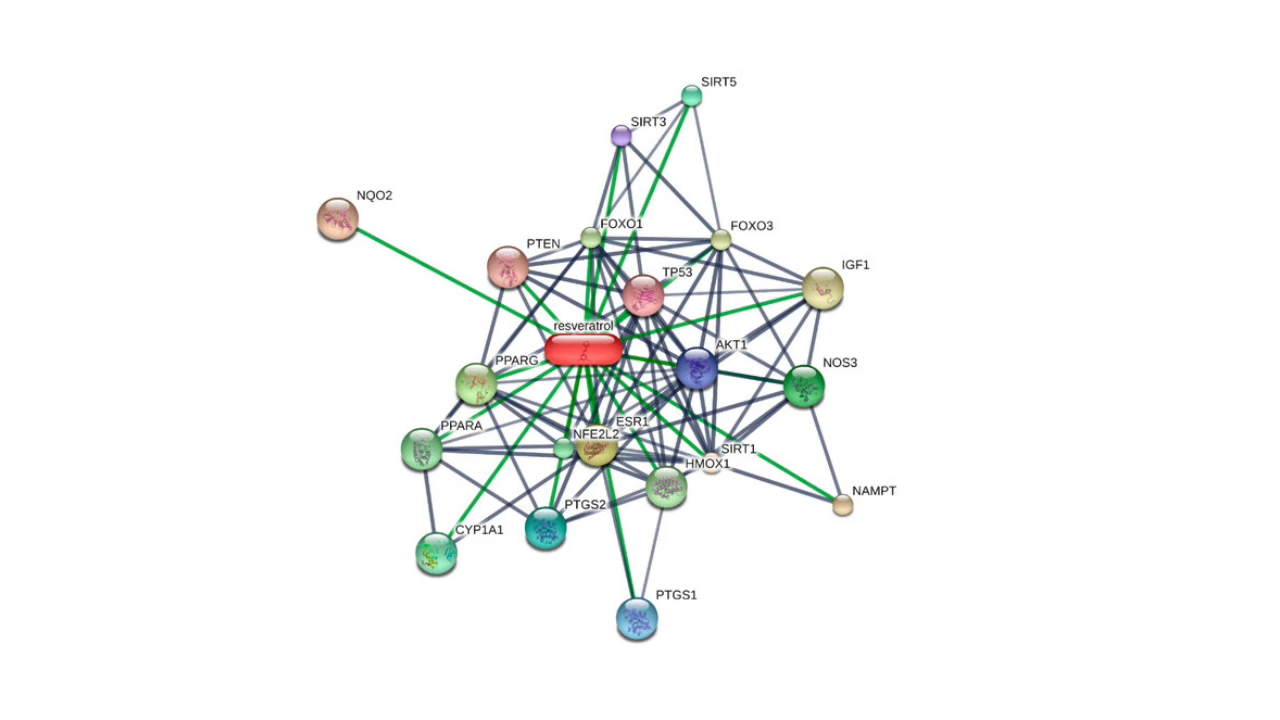 SIRT5
SIRT3
NQO2
FOXO1
FOXO3
PTEN
IGF1
TP53
resveratrol
AKT1
PPARG
NOS3
ESR1
PPARA
NFE2L2
SIRT1
HMOX1
NAMPT
PTGS2
CYP1A1
PTGS1